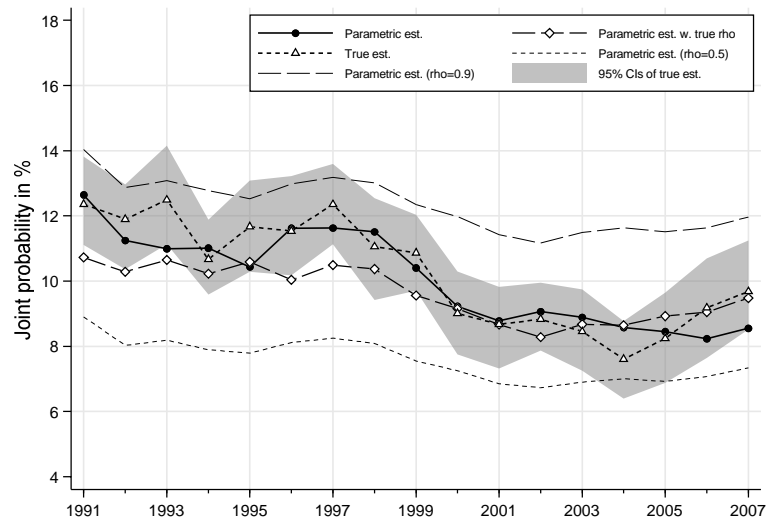 18
16
14
12
10
8
6
4
Joint probability in %
Parametric est.
Parametric est. w. true rho
True est.
Parametric est. (rho=0.5)
Parametric est. (rho=0.9)
95% CIs of true est.
1991 1993 1995 1997 1999 2001 2003 2005 2007